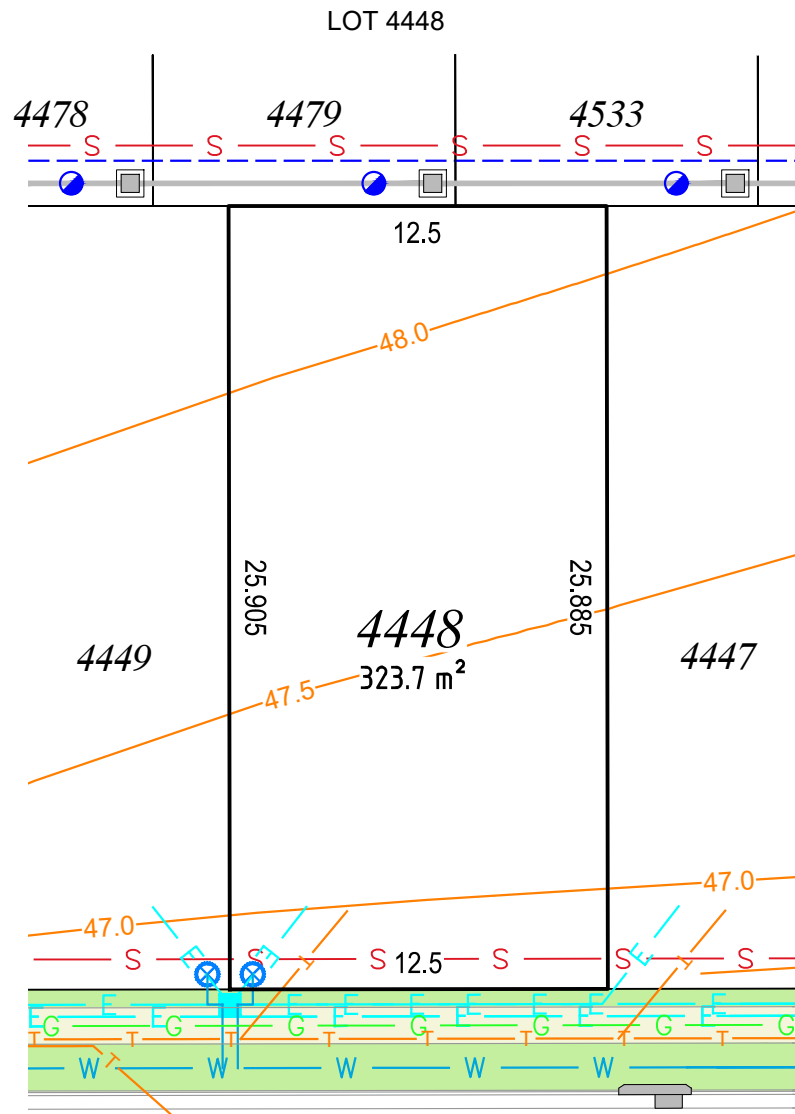 LOT 4448
4478 4479 4533
S S S S S S
12.5
48.0
25.905
25.885
4448
323.7 m²
4449
4447
47.5
47.0
47.0
E E E
S S S S S S
12.5
T
E E E E E E E
E E E E E E
G G G G G G G
T T T T T T T
T
W W W W W